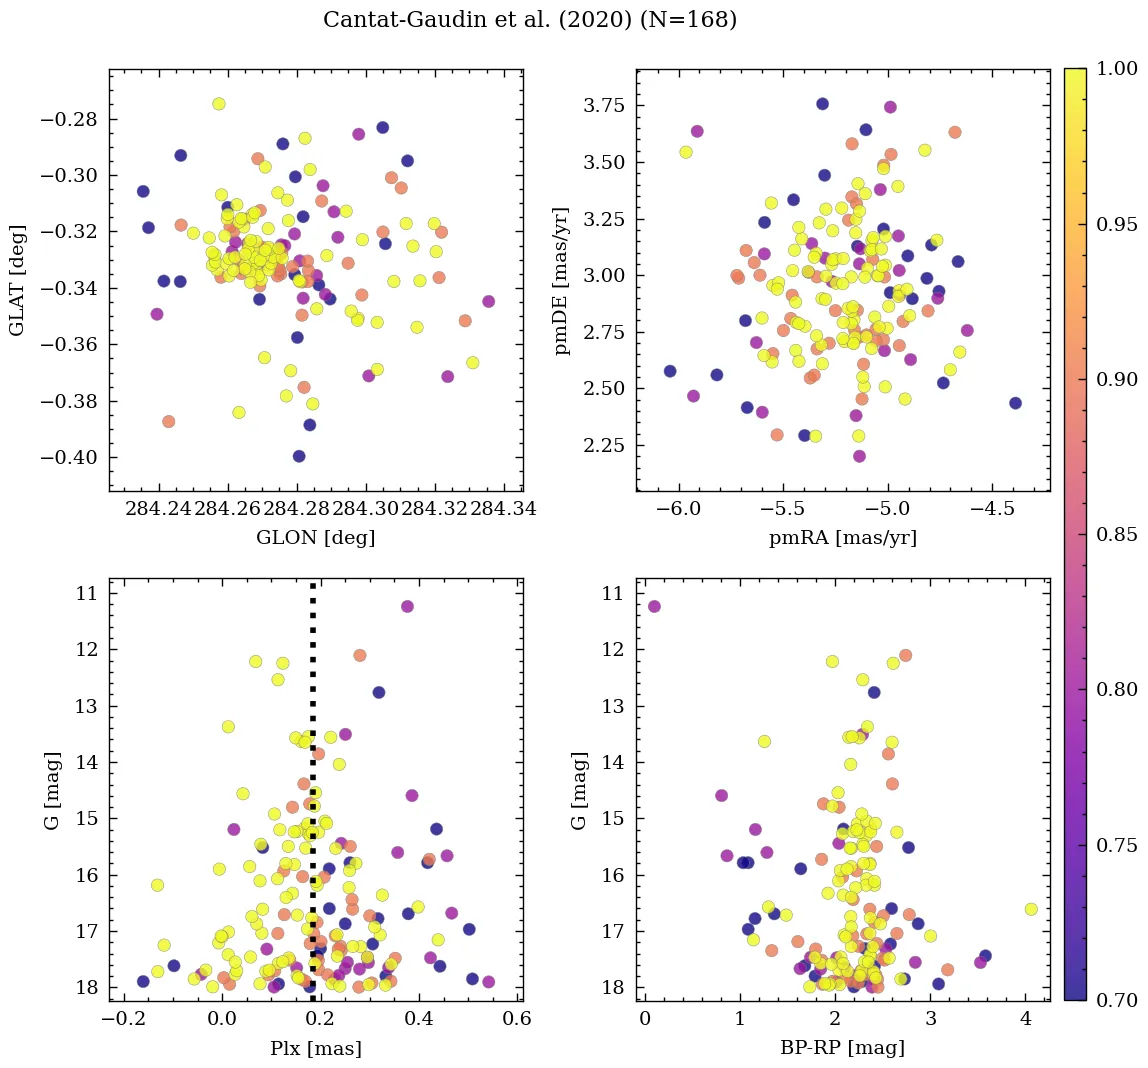 Cantat-Gaudin et al. (2020) (N=168)
−0.28
−0.30
−0.32
−0.34
−0.36
−0.38
−0.40
GLAT [deg]
284.24 284.26 284.28 284.30 284.32 284.34
GLON [deg]
3.75
3.50
3.25
3.00
2.75
2.50
2.25
pmDE [mas/yr]
−6.0 −5.5 −5.0 −4.5
pmRA [mas/yr]
1.00
0.95
0.90
0.85
0.80
0.75
0.70
11
12
13
14
15
16
17
18
G [mag]
−0.2 0.0 0.2 0.4 0.6
Plx [mas]
11
12
13
14
15
16
17
18
G [mag]
0 1 2 3 4
BP-RP [mag]